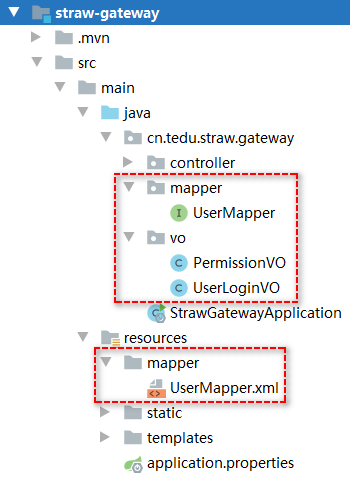 straw-gateway
.mvn
src
main
java
cn.tedu.straw.gateway
controller
mapper
UserMapper
vo
PermissionVO
UserLoginVO
StrawGatewayApplication
resources
mapper
UserMapper.xml
static
templates
application.properties